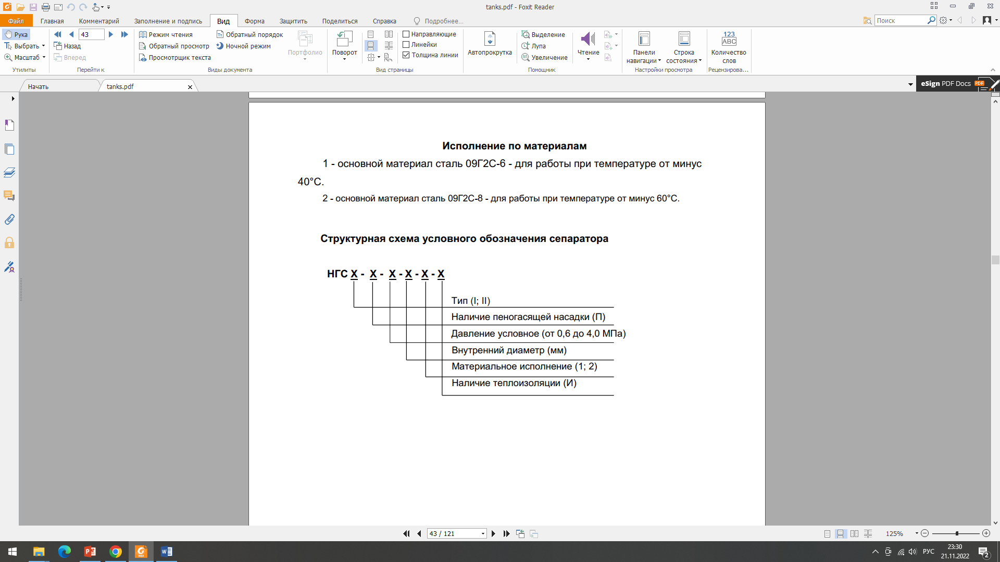 tanks.pdf - Foxit Reader
Файл Главная Комментарий Заполнение и подпись Вид Форма Защитить Поделиться Справка Подробнее... Поиск
Рука
Выбрать
Масштаб
Утилиты
43
Назад
Вперед
Перейти к
Режим чтения
Обратный просмотр
Просмотрщик текста
Обратный порядок
Ночной режим
Виды документа
Портфолио
Поворот
Направляющие
Линейки
Толщина линии
Вид страницы
Автопрокрутка
Выделение
Лупа
Увеличение
Помощник
Чтение
Панели
навигации
Строка
состояния
Настройки просмотра
123
ABC
Количество
слов
Рецензирова...
Начать
tanks.pdf
eSign PDF Docs
PDF
Исполнение по материалам
1 - основной материал сталь 09Г2С-6 - для работы при температуре от минус
40°С.
2 - основной материал сталь 09Г2С-8 - для работы при температуре от минус 60°С.
Структурная схема условного обозначения сепаратора
НГС X - X - X - X - X - X
Тип (I; II)
Наличие пеногасящей насадки (П)
Давление условное (от 0,6 до 4,0 МПа)
Внутренний диаметр (мм)
Материальное исполнение (1; 2)
Наличие теплоизоляции (И)
43 / 121
125%
РУС
23:30
21.11.2022
2